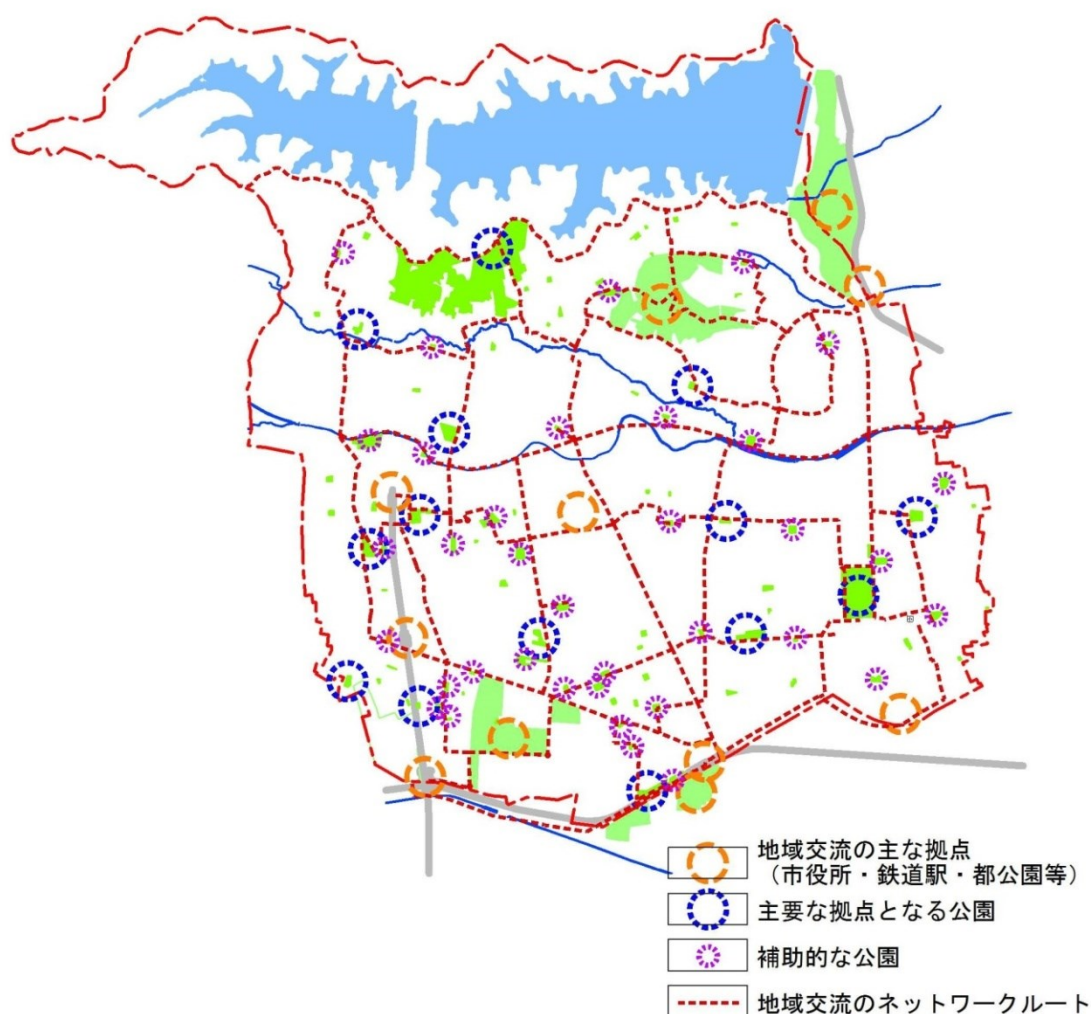 地域交流の主な拠点
（市役所・鉄道駅・都公園等）
主要な拠点となる公園
補助的な公園
地域交流のネットワークルート